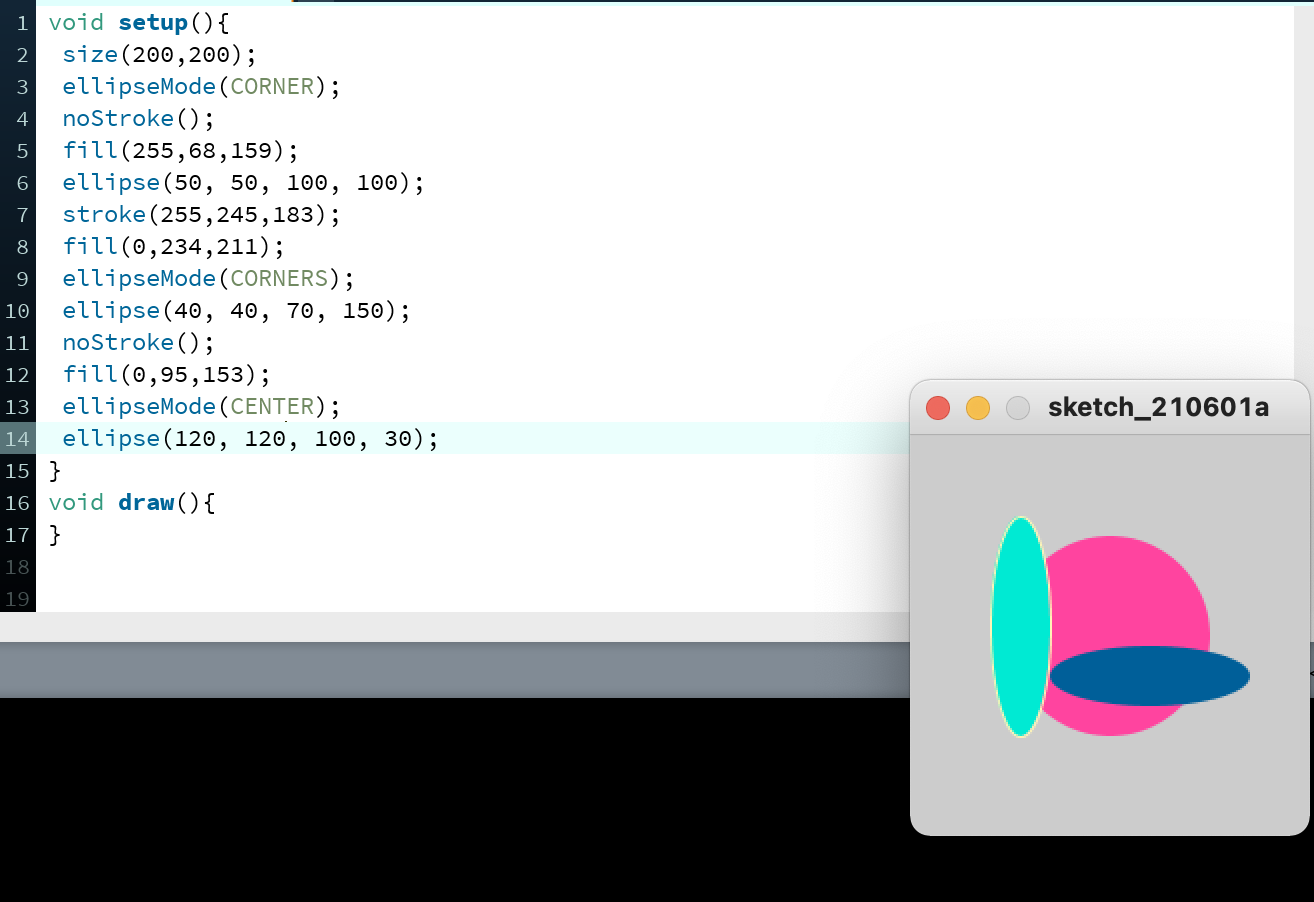 1 void setup(){
2 size(200,200);
3 ellipseMode(CORNER);
4 noStroke();
5 fill(255,68,159);
6 ellipse(50, 50, 100, 100);
7 stroke(255,245,183);
8 fill(0,234,211);
9 ellipseMode(CORNERS);
10 ellipse(40, 40, 70, 150);
11 noStroke();
12 fill(0,95,153);
13 ellipseMode(CENTER);
14 ellipse(120, 120, 100, 30);
15 }
16 void draw(){
17 }
18
19
sketch_210601a